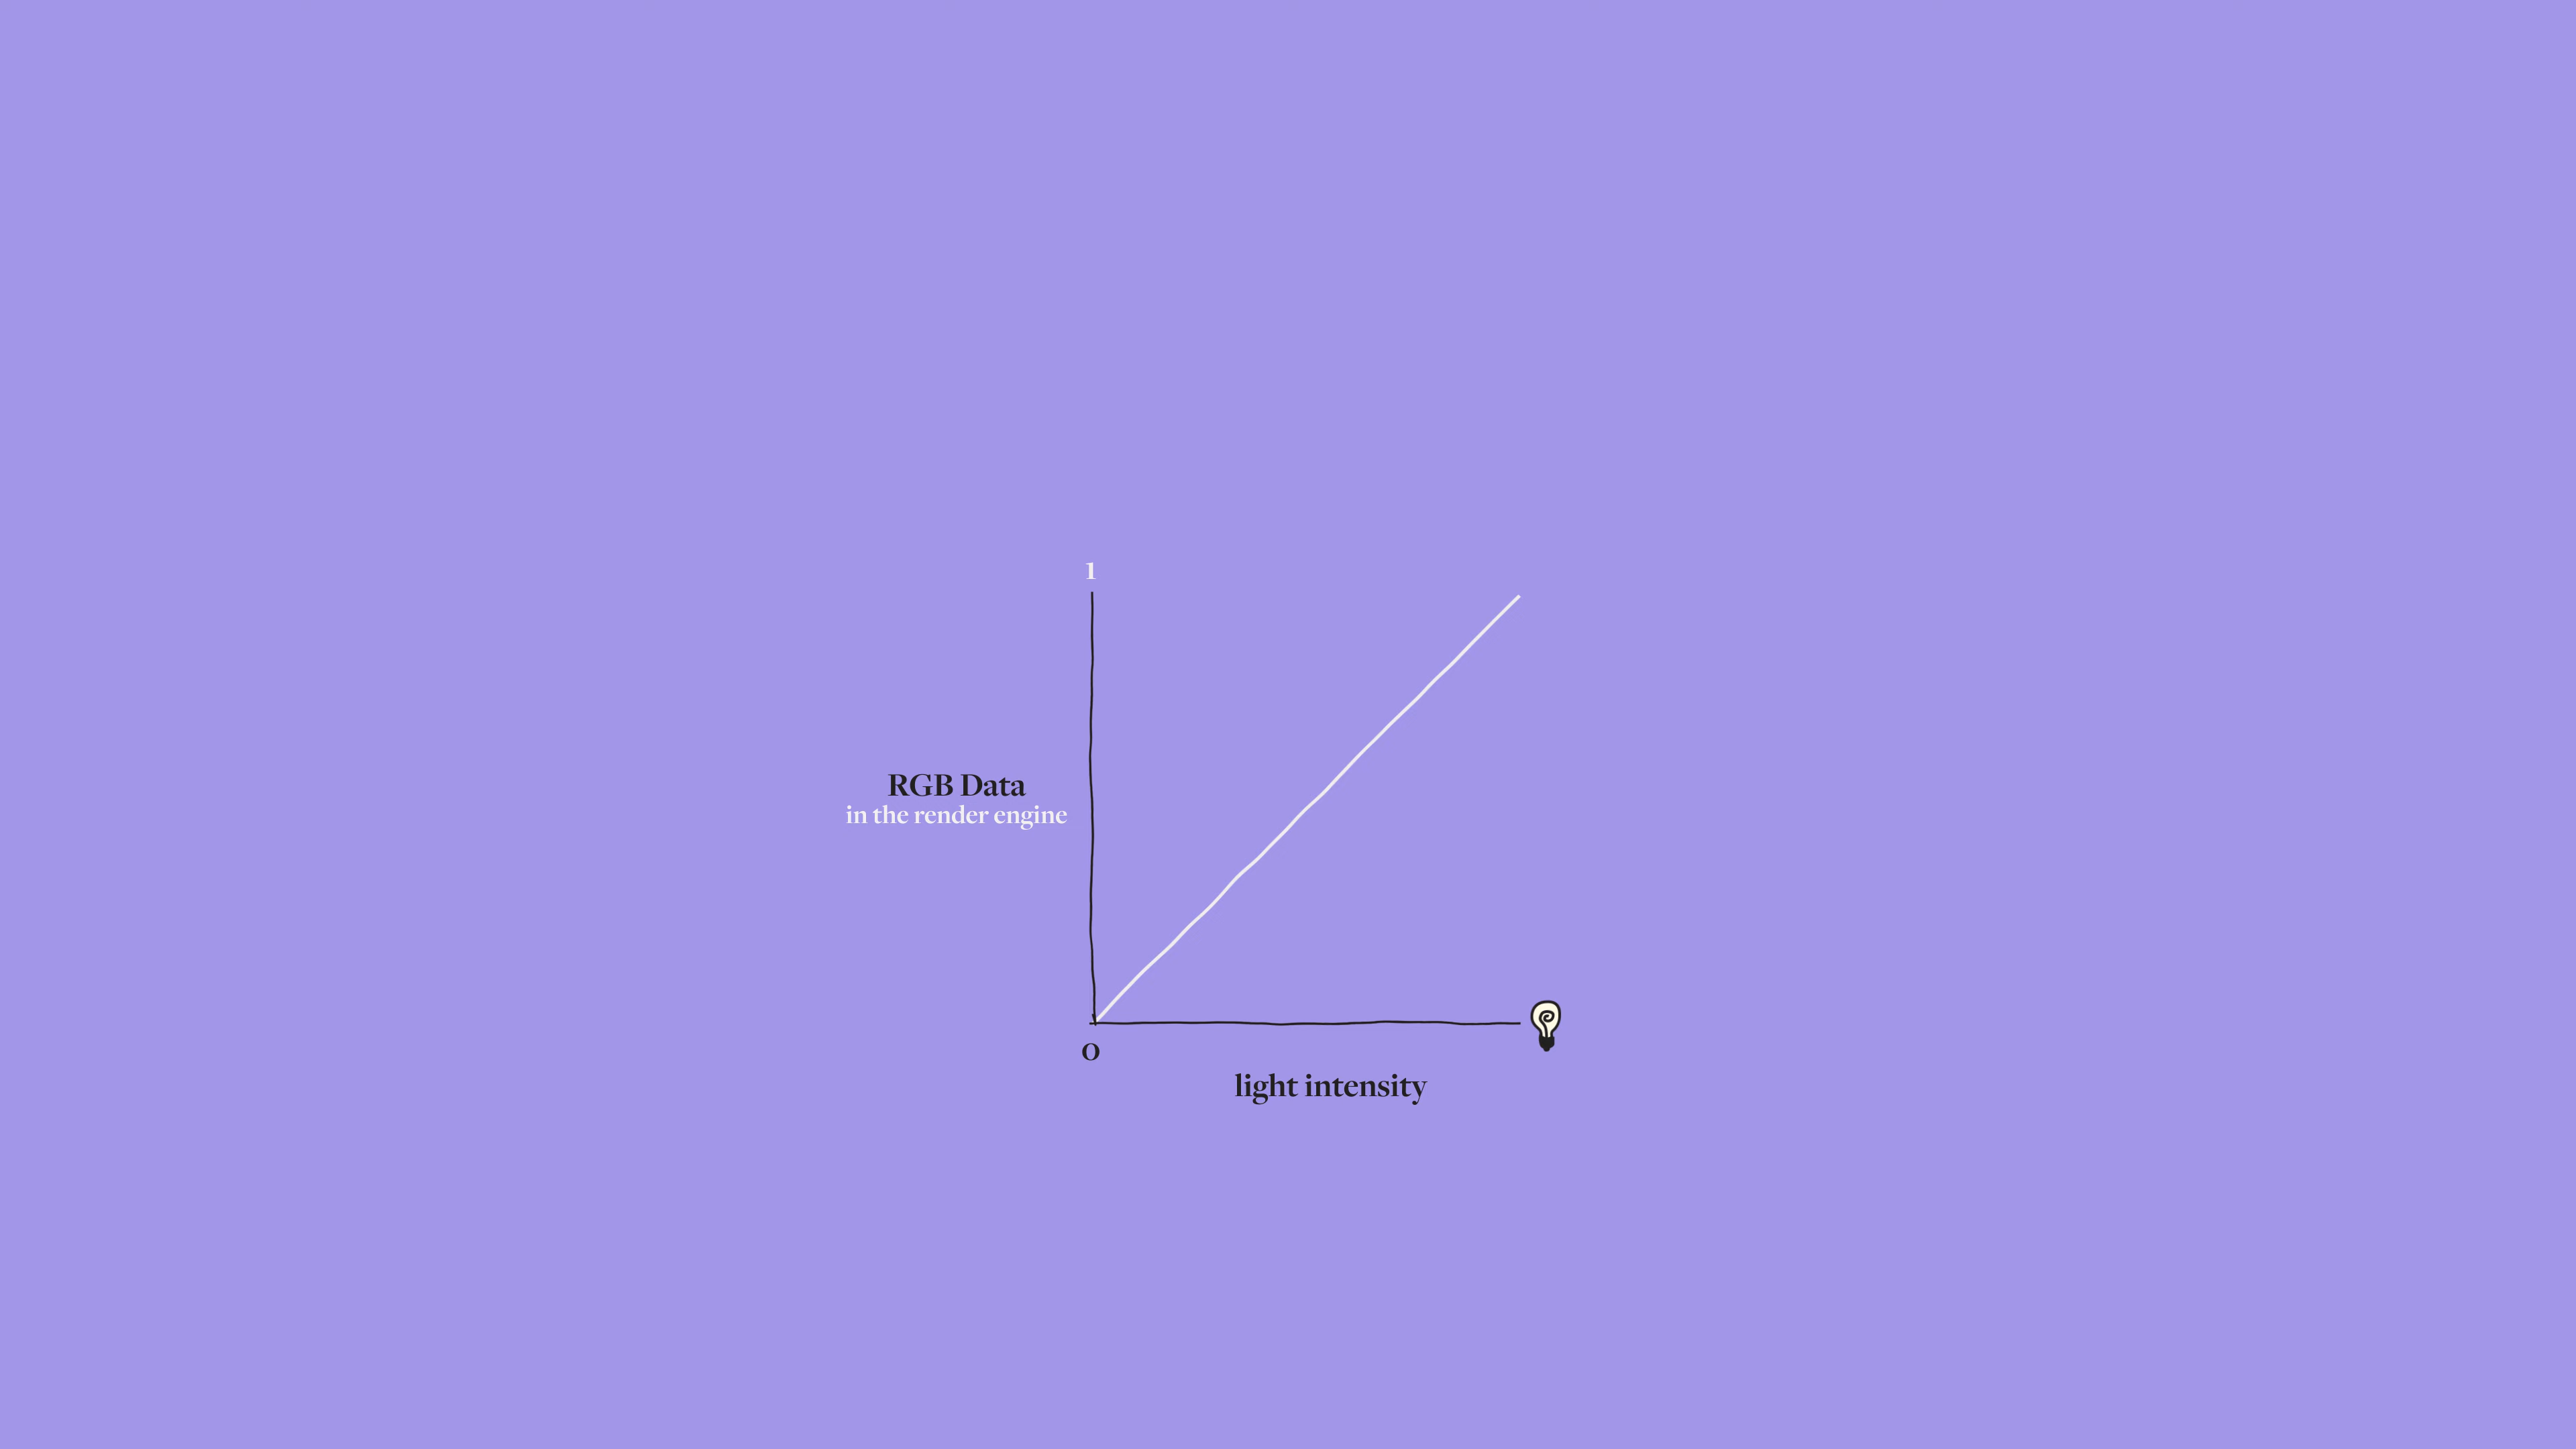 1
RGB Data
in the render engine
0
light intensity